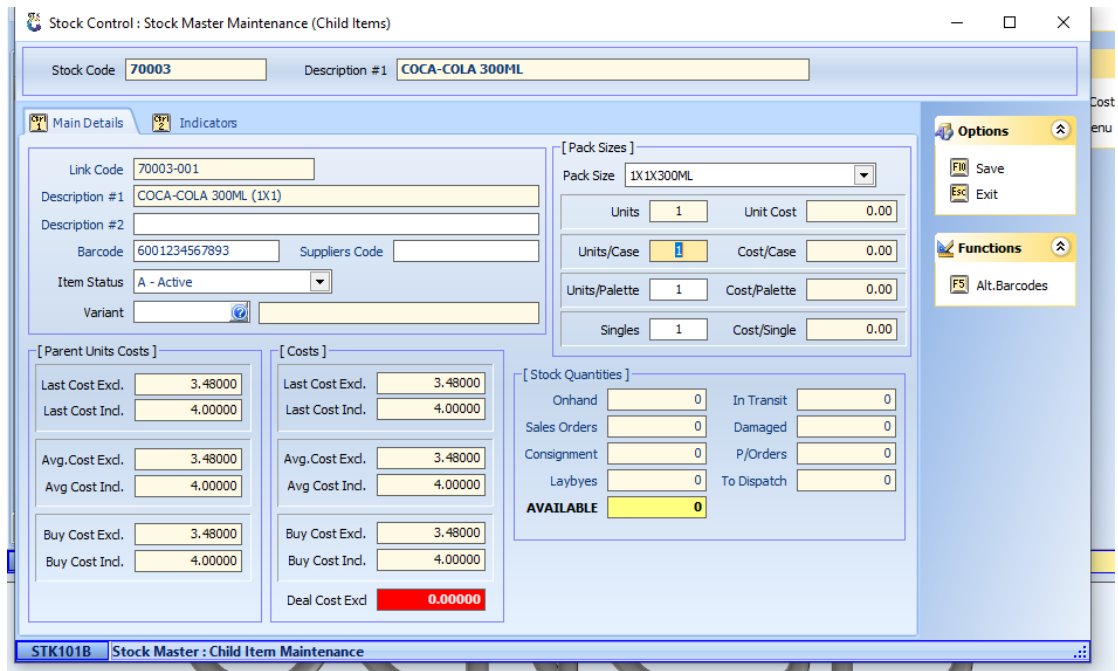 Stock Control : Stock Master Maintenance (Child Items)
Stock Code 70003 Description #1 COCA-COLA 300ML
Cost
enu
Ctrl 1 Main Details Ctrl 2 Indicators
Options
F10 Save
Esc Exit
Functions
F5 Alt.Barcodes
Link Code 70003-001
Description #1 COCA-COLA 300ML (1X1)
Description #2
Barcode 6001234567893 Suppliers Code
Item Status A - Active
Variant
[ Pack Sizes ]
Pack Size 1X1X300ML
Units 1 Unit Cost 0.00
Units/Case 1 Cost/Case 0.00
Units/Palette 1 Cost/Palette 0.00
Singles 1 Cost/Single 0.00
[ Parent Units Costs ]
Last Cost Excl. 3.48000
Last Cost Incl. 4.00000
Avg.Cost Excl. 3.48000
Avg Cost Incl. 4.00000
Buy Cost Excl. 3.48000
Buy Cost Incl. 4.00000
[ Costs ]
Last Cost Excl. 3.48000
Last Cost Incl. 4.00000
Avg.Cost Excl. 3.48000
Avg Cost Incl. 4.00000
Buy Cost Excl. 3.48000
Buy Cost Incl. 4.00000
Deal Cost Excl 0.00000
[ Stock Quantities ]
Onhand 0 In Transit 0
Sales Orders 0 Damaged 0
Consignment 0 P/Orders 0
Laybyes 0 To Dispatch 0
AVAILABLE 0
STK101B Stock Master : Child Item Maintenance